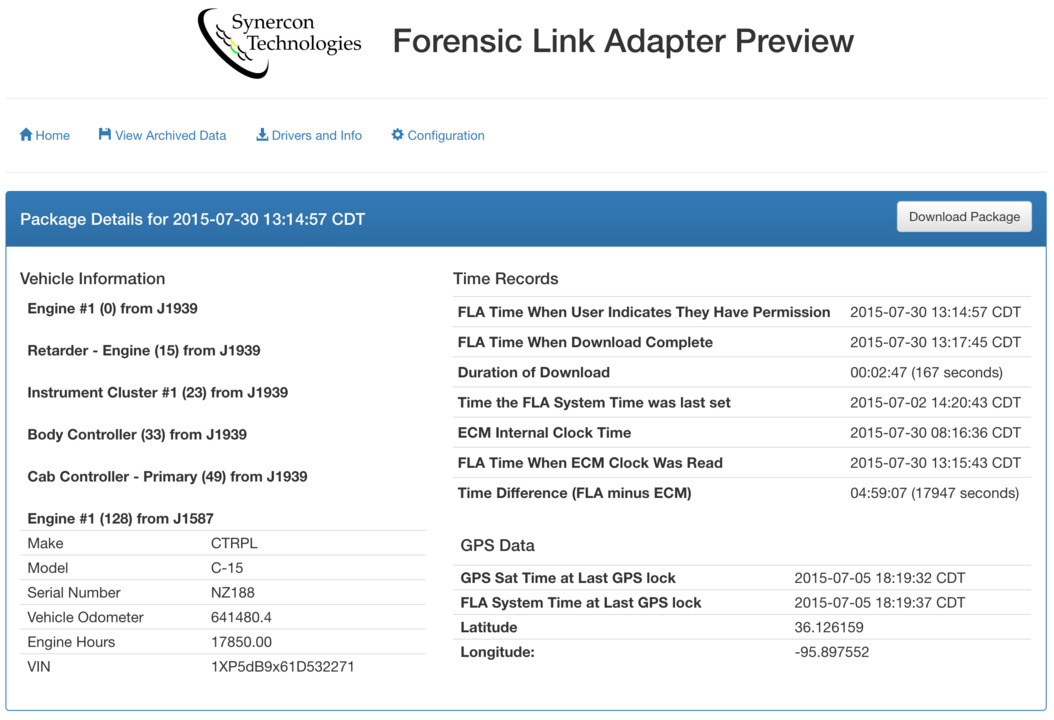 Synercon
Technologies
Forensic Link Adapter Preview
Home View Archived Data Drivers and Info Configuration
Package Details for 2015-07-30 13:14:57 CDT
Download Package
Vehicle Information
Engine #1 (0) from J1939
Retarder - Engine (15) from J1939
Instrument Cluster #1 (23) from J1939
Body Controller (33) from J1939
Cab Controller - Primary (49) from J1939
Engine #1 (128) from J1587
Make CTRPL
Model C-15
Serial Number NZ188
Vehicle Odometer 641480.4
Engine Hours 17850.00
VIN 1XP5dB9x61D532271
Time Records
FLA Time When User Indicates They Have Permission 2015-07-30 13:14:57 CDT
FLA Time When Download Complete 2015-07-30 13:17:45 CDT
Duration of Download 00:02:47 (167 seconds)
Time the FLA System Time was last set 2015-07-02 14:20:43 CDT
ECM Internal Clock Time 2015-07-30 08:16:36 CDT
FLA Time When ECM Clock Was Read 2015-07-30 13:15:43 CDT
Time Difference (FLA minus ECM) 04:59:07 (17947 seconds)
GPS Data
GPS Sat Time at Last GPS lock 2015-07-05 18:19:32 CDT
FLA System Time at Last GPS lock 2015-07-05 18:19:37 CDT
Latitude 36.126159
Longitude: -95.897552